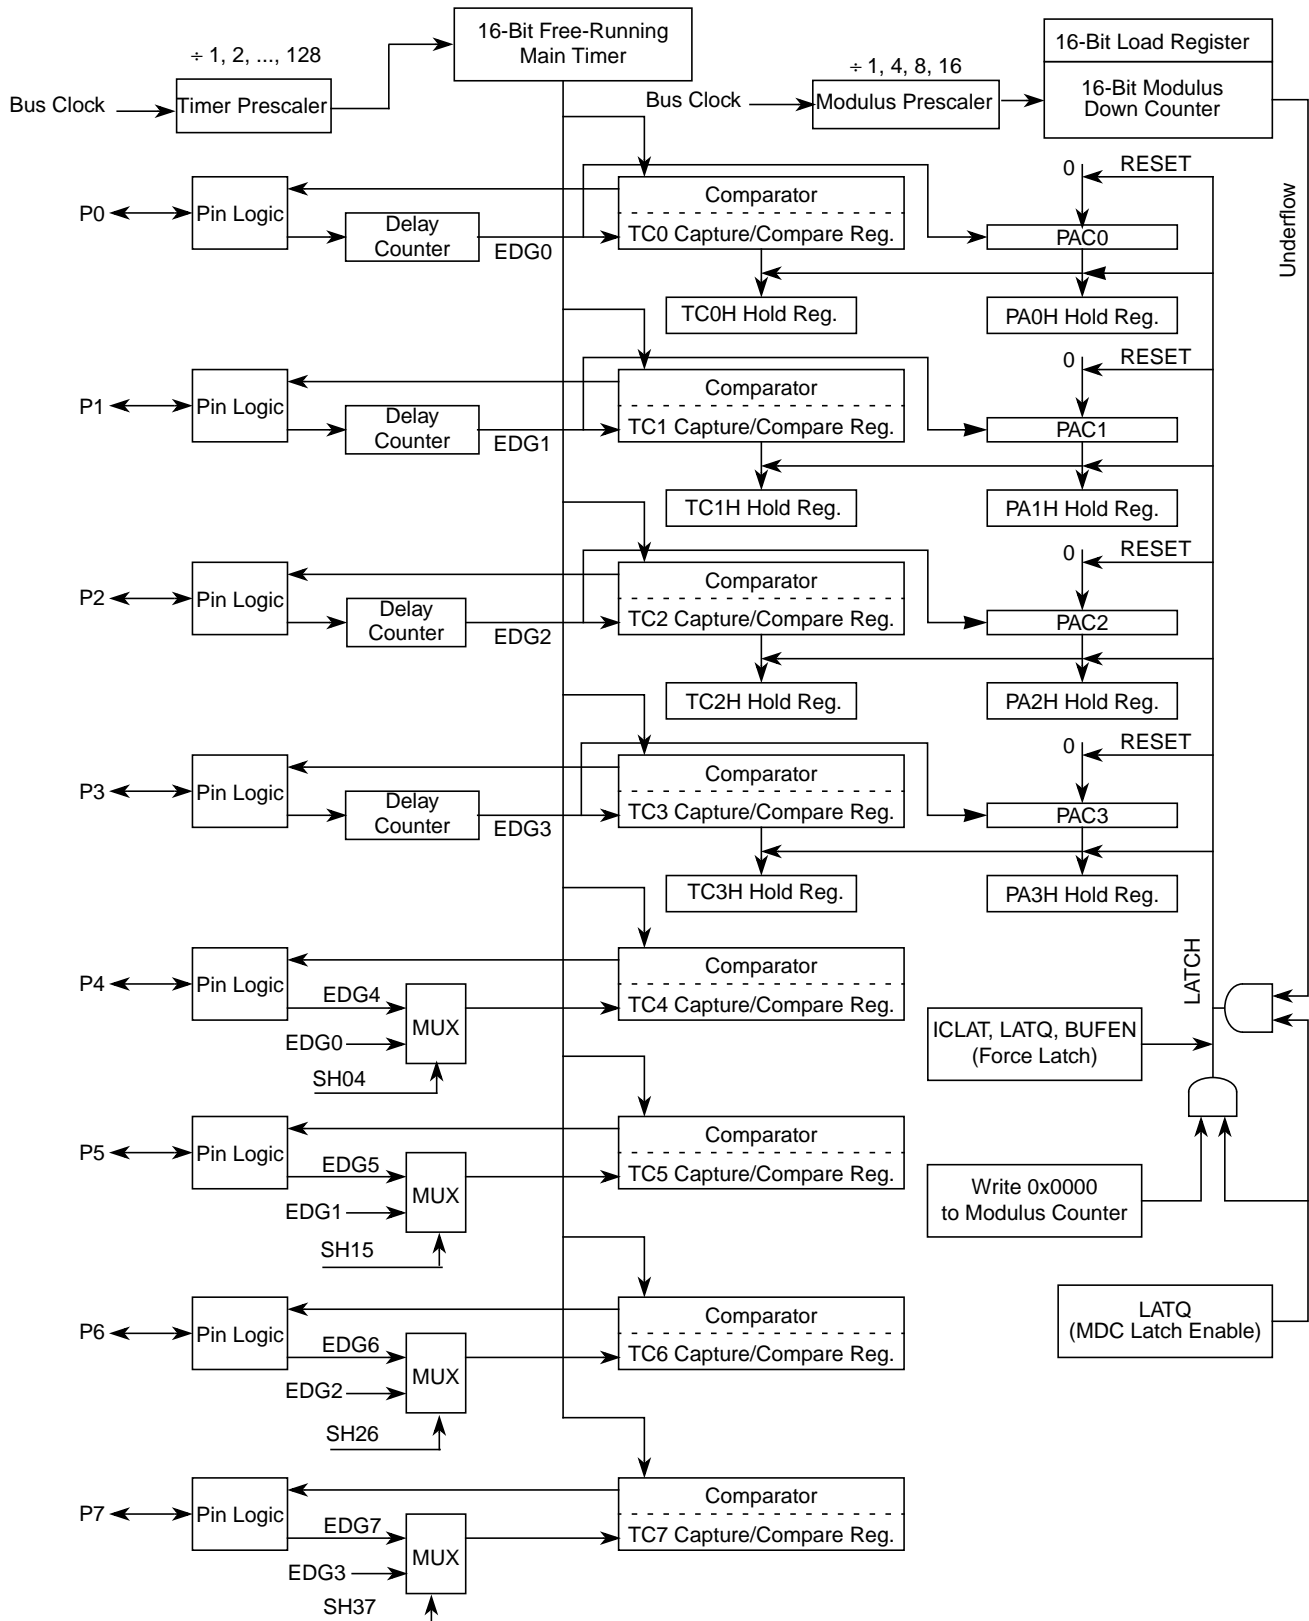 16-Bit Free-Running
Main Timer
÷ 1, 2, ..., 128
Bus Clock
Timer Prescaler
÷ 1, 4, 8, 16
Bus Clock
Modulus Prescaler
16-Bit Load Register
16-Bit Modulus
Down Counter
Underflow
P0
Pin Logic
Delay
Counter
EDG0
Comparator
TC0 Capture/Compare Reg.
0
RESET
PAC0
TC0H Hold Reg.
PA0H Hold Reg.
P1
Pin Logic
Delay
Counter
EDG1
Comparator
TC1 Capture/Compare Reg.
0
RESET
PAC1
TC1H Hold Reg.
PA1H Hold Reg.
P2
Pin Logic
Delay
Counter
EDG2
Comparator
TC2 Capture/Compare Reg.
0
RESET
PAC2
TC2H Hold Reg.
PA2H Hold Reg.
P3
Pin Logic
Delay
Counter
EDG3
Comparator
TC3 Capture/Compare Reg.
0
RESET
PAC3
TC3H Hold Reg.
PA3H Hold Reg.
LATCH
P4
Pin Logic
EDG4
EDG0
MUX
SH04
Comparator
TC4 Capture/Compare Reg.
ICLAT, LATQ, BUFEN
(Force Latch)
P5
Pin Logic
EDG5
EDG1
MUX
SH15
Comparator
TC5 Capture/Compare Reg.
Write 0x0000
to Modulus Counter
P6
Pin Logic
EDG6
EDG2
MUX
SH26
Comparator
TC6 Capture/Compare Reg.
LATQ
(MDC Latch Enable)
P7
Pin Logic
EDG7
EDG3
MUX
SH37
Comparator
TC7 Capture/Compare Reg.